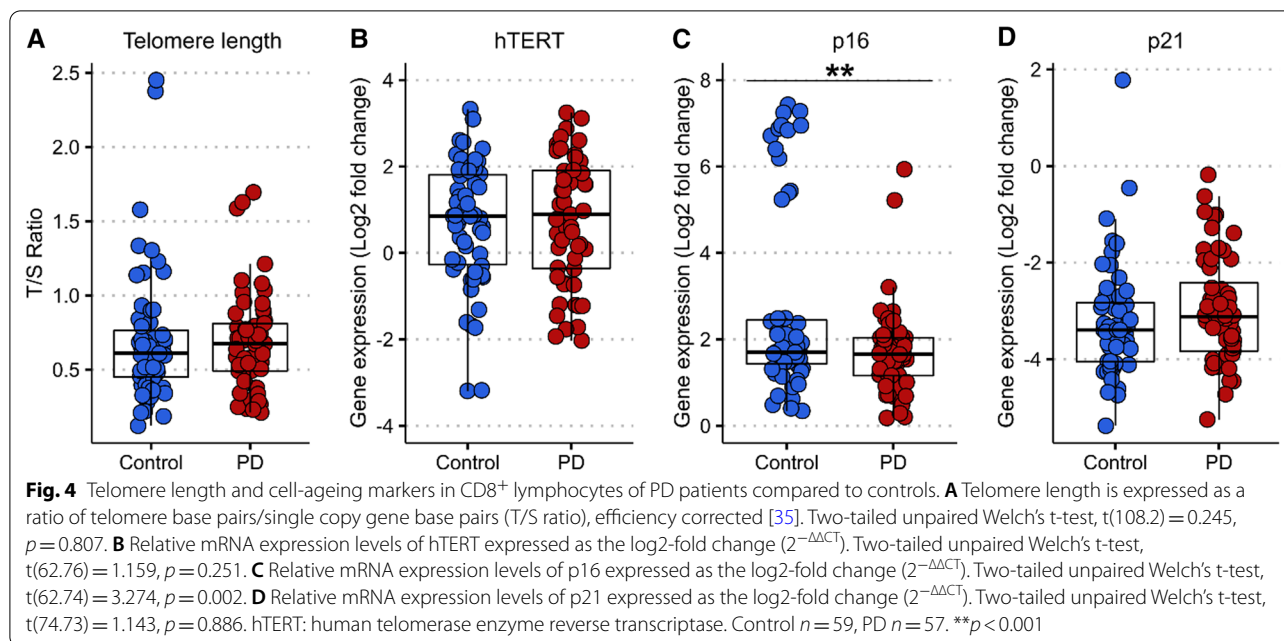 A Telomere length
B hTERT
C p16
D p21
T/S Ratio
2.5
2.0
1.5
1.0
0.5
Control PD
Gene expression (Log2 fold change)
4
2
0
-2
-4
Control PD
Gene expression (Log2 fold change)
**
8
6
4
2
0
Control PD
Gene expression (Log2 fold change)
2
0
-2
-4
Control PD
Fig. 4 Telomere length and cell-ageing markers in CD8⁺ lymphocytes of PD patients compared to controls. A Telomere length is expressed as a
ratio of telomere base pairs/single copy gene base pairs (T/S ratio), efficiency corrected [35]. Two-tailed unpaired Welch's t-test, t(108.2) = 0.245,
p = 0.807. B Relative mRNA expression levels of hTERT expressed as the log2-fold change (2⁻ΔΔCT). Two-tailed unpaired Welch's t-test,
t(62.76) = 1.159, p = 0.251. C Relative mRNA expression levels of p16 expressed as the log2-fold change (2⁻ΔΔCT). Two-tailed unpaired Welch's t-test,
t(62.74) = 3.274, p = 0.002. D Relative mRNA expression levels of p21 expressed as the log2-fold change (2⁻ΔΔCT). Two-tailed unpaired Welch's t-test,
t(74.73) = 1.143, p = 0.886. hTERT: human telomerase enzyme reverse transcriptase. Control n = 59, PD n = 57. **p < 0.001